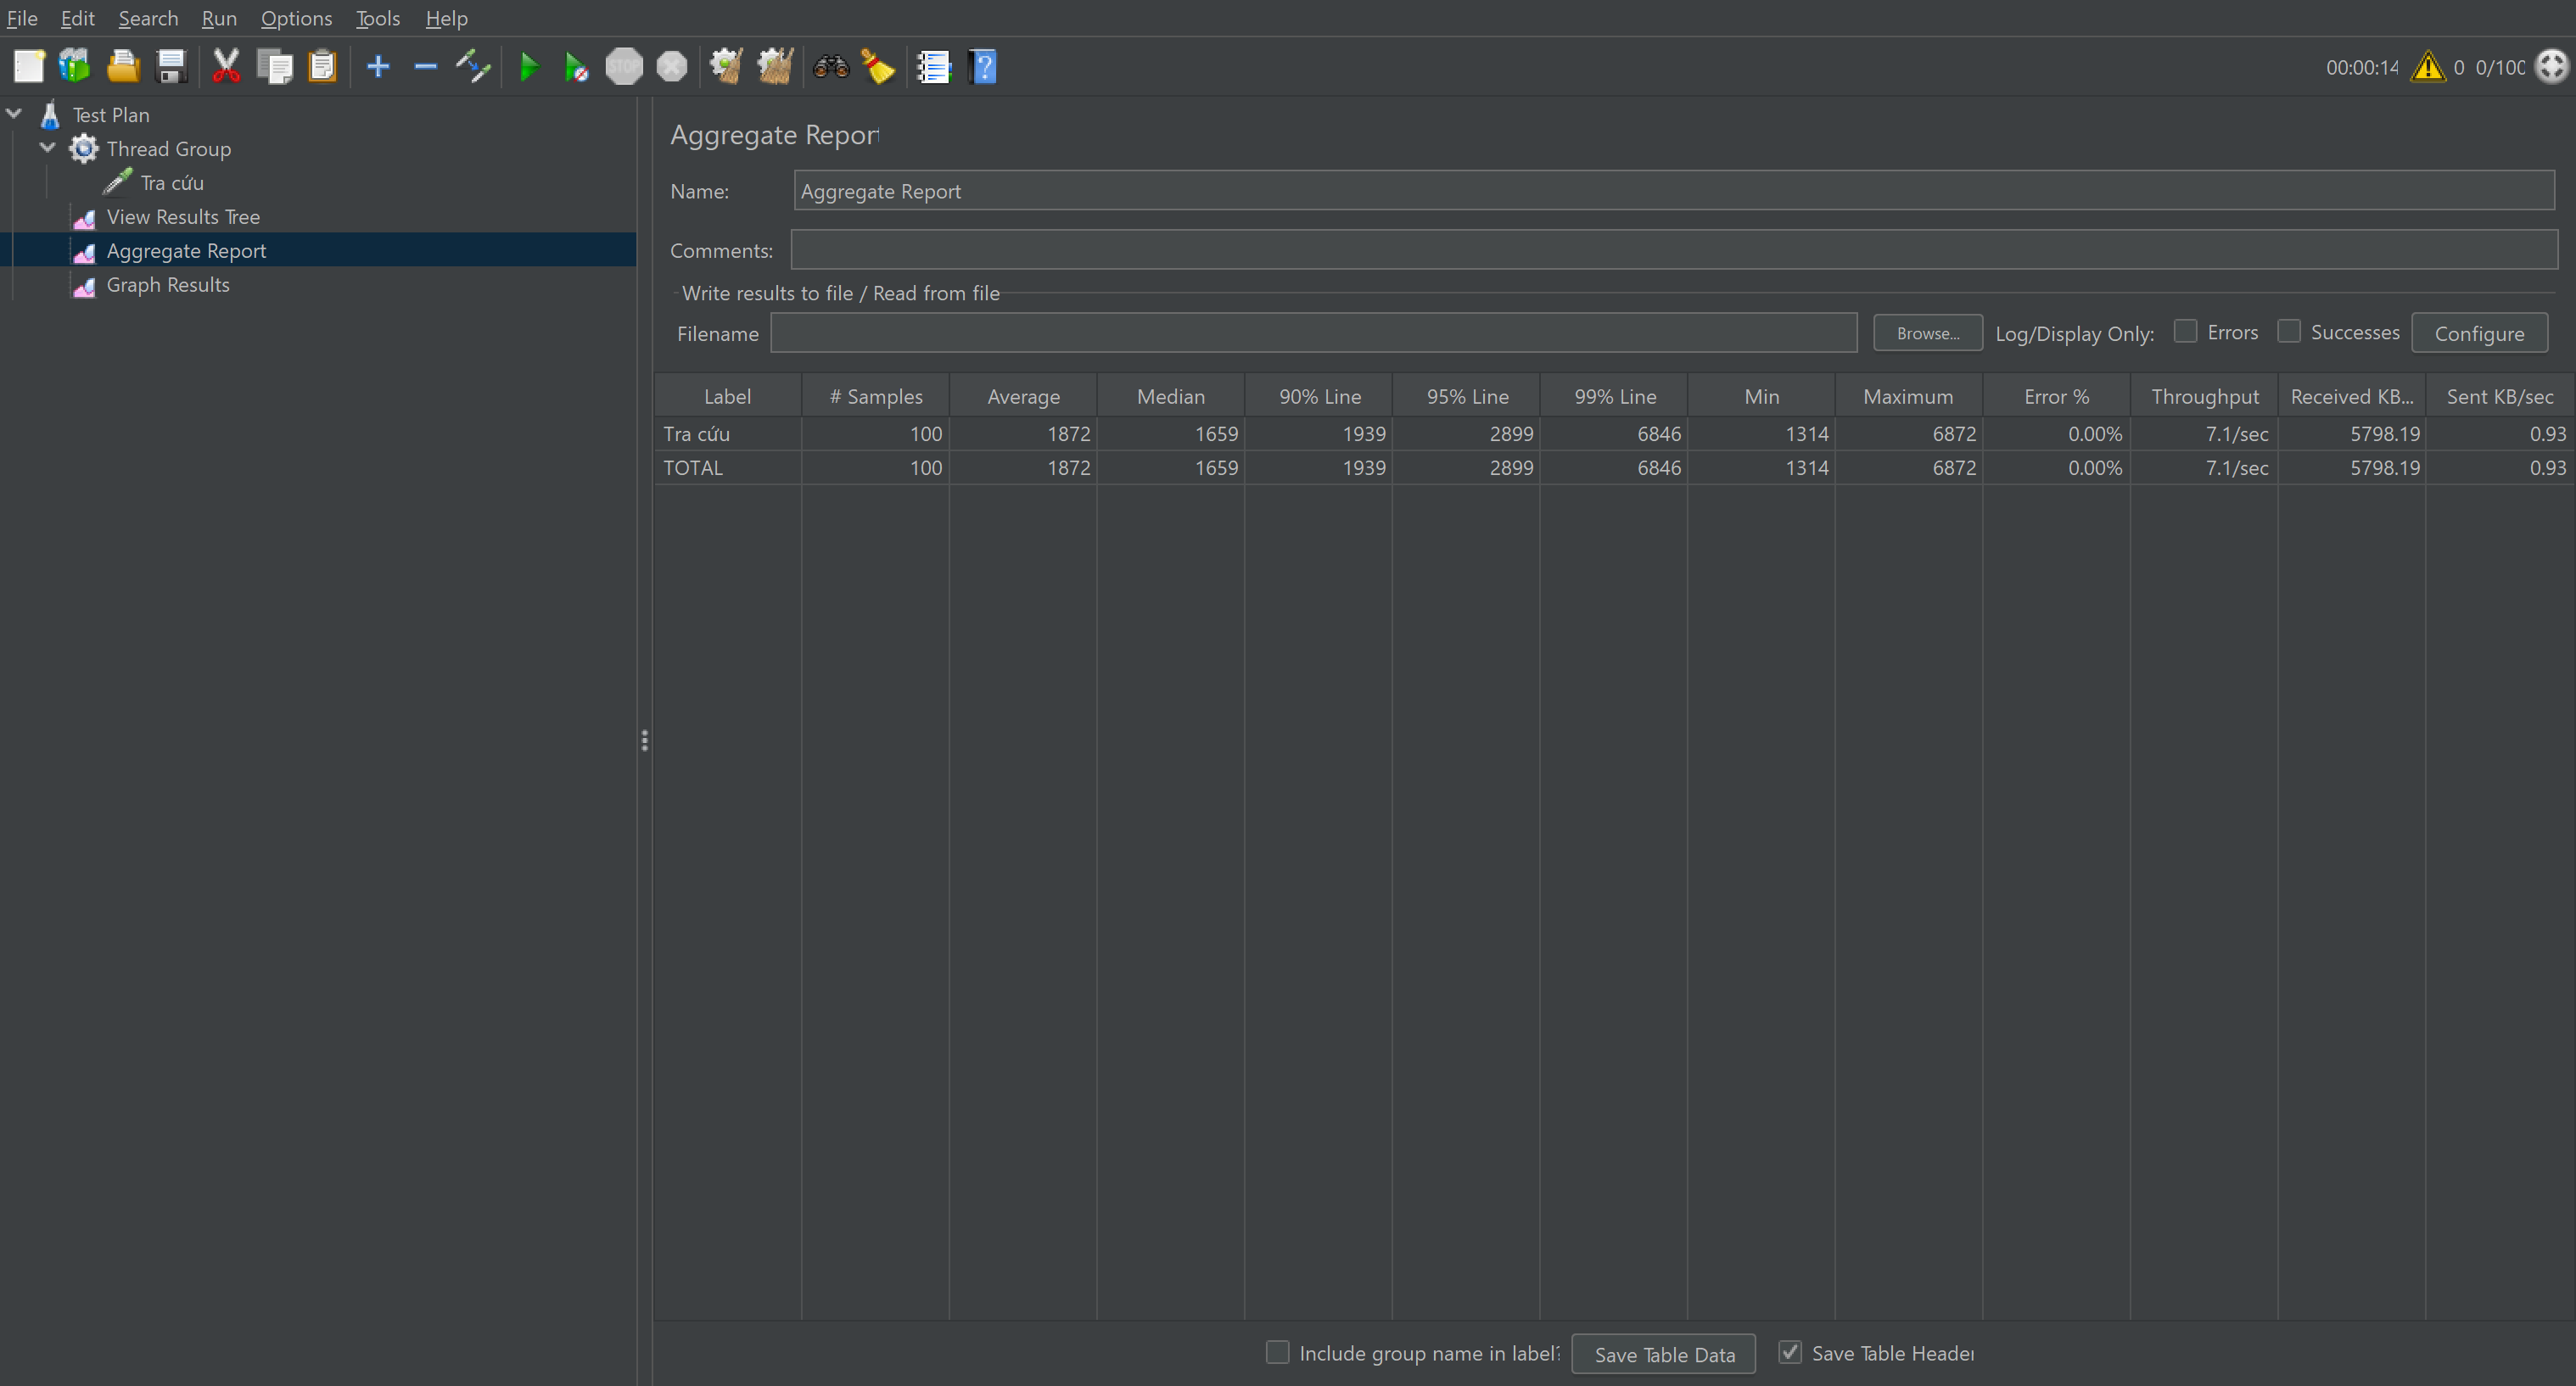 File Edit Search Run Options Tools Help
STOP
00:00:14 0 0/100
Test Plan
Thread Group
Tra cứu
View Results Tree
Aggregate Report
Graph Results
Aggregate Report
Name: Aggregate Report
Comments:
Write results to file / Read from file
Filename Browse... Log/Display Only: Errors Successes Configure
Label # Samples Average Median 90% Line 95% Line 99% Line Min Maximum Error % Throughput Received KB... Sent KB/sec
Tra cứu 100 1872 1659 1939 2899 6846 1314 6872 0.00% 7.1/sec 5798.19 0.93
TOTAL 100 1872 1659 1939 2899 6846 1314 6872 0.00% 7.1/sec 5798.19 0.93
Include group name in label? Save Table Data Save Table Header